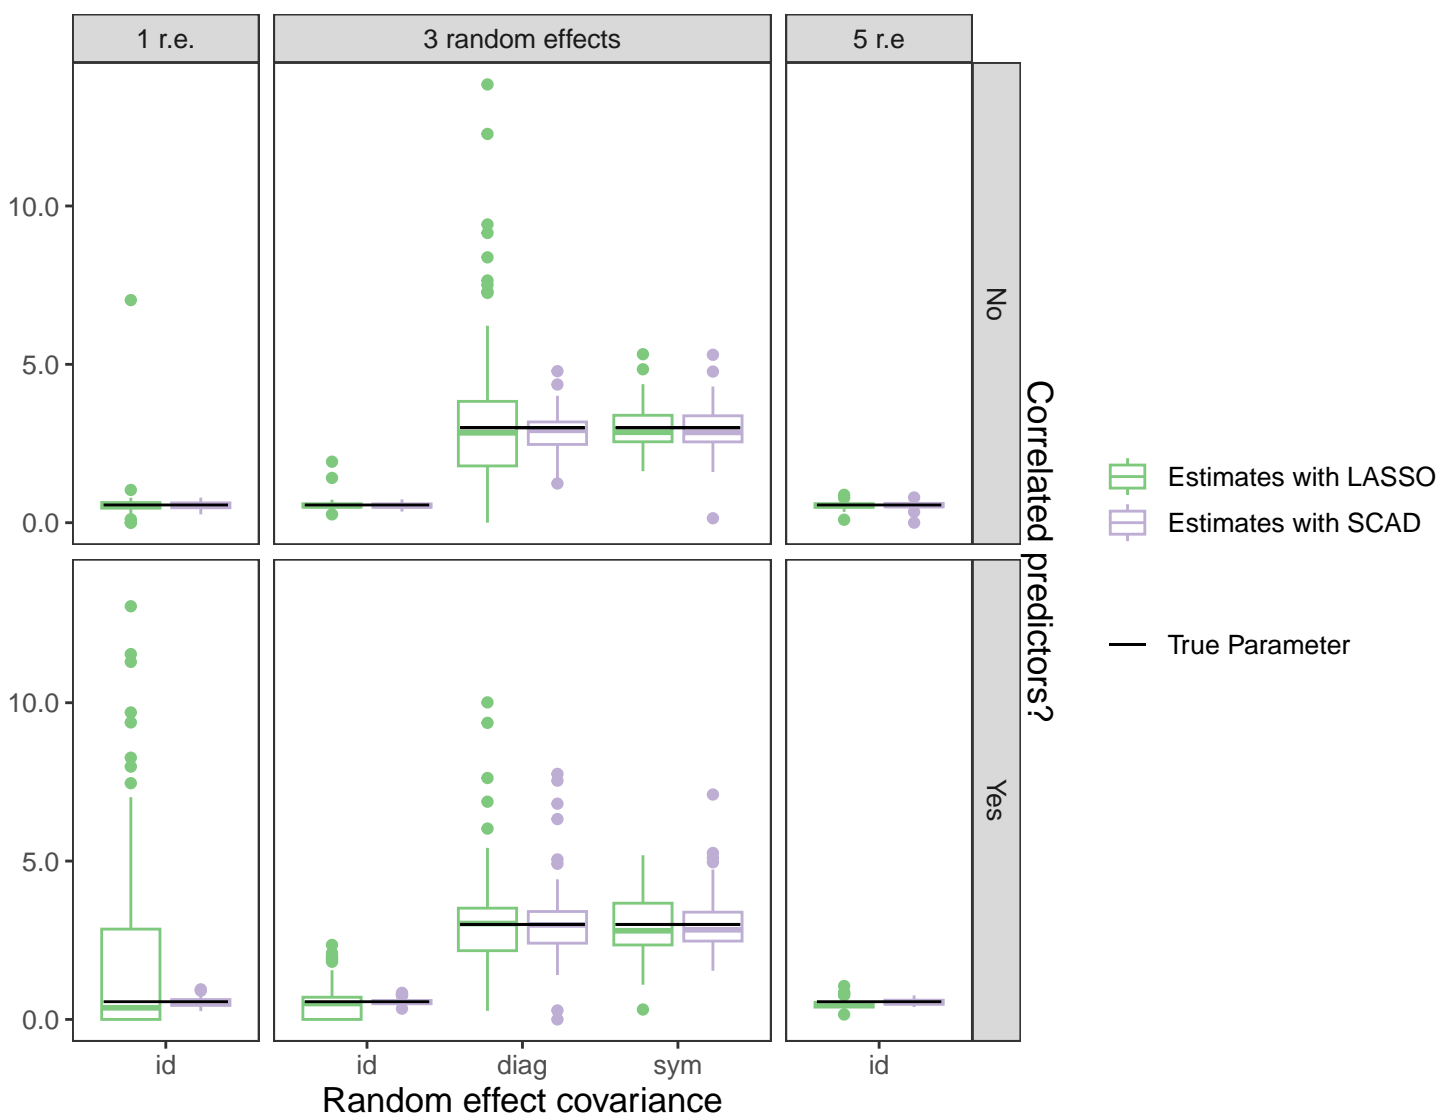 1 r.e.
3 random effects
5 r.e
10.0
5.0
0.0
No
10.0
5.0
0.0
Yes
Correlated predictors?
Estimates with LASSO
Estimates with SCAD
True Parameter
id
id
diag
sym
id
Random effect covariance